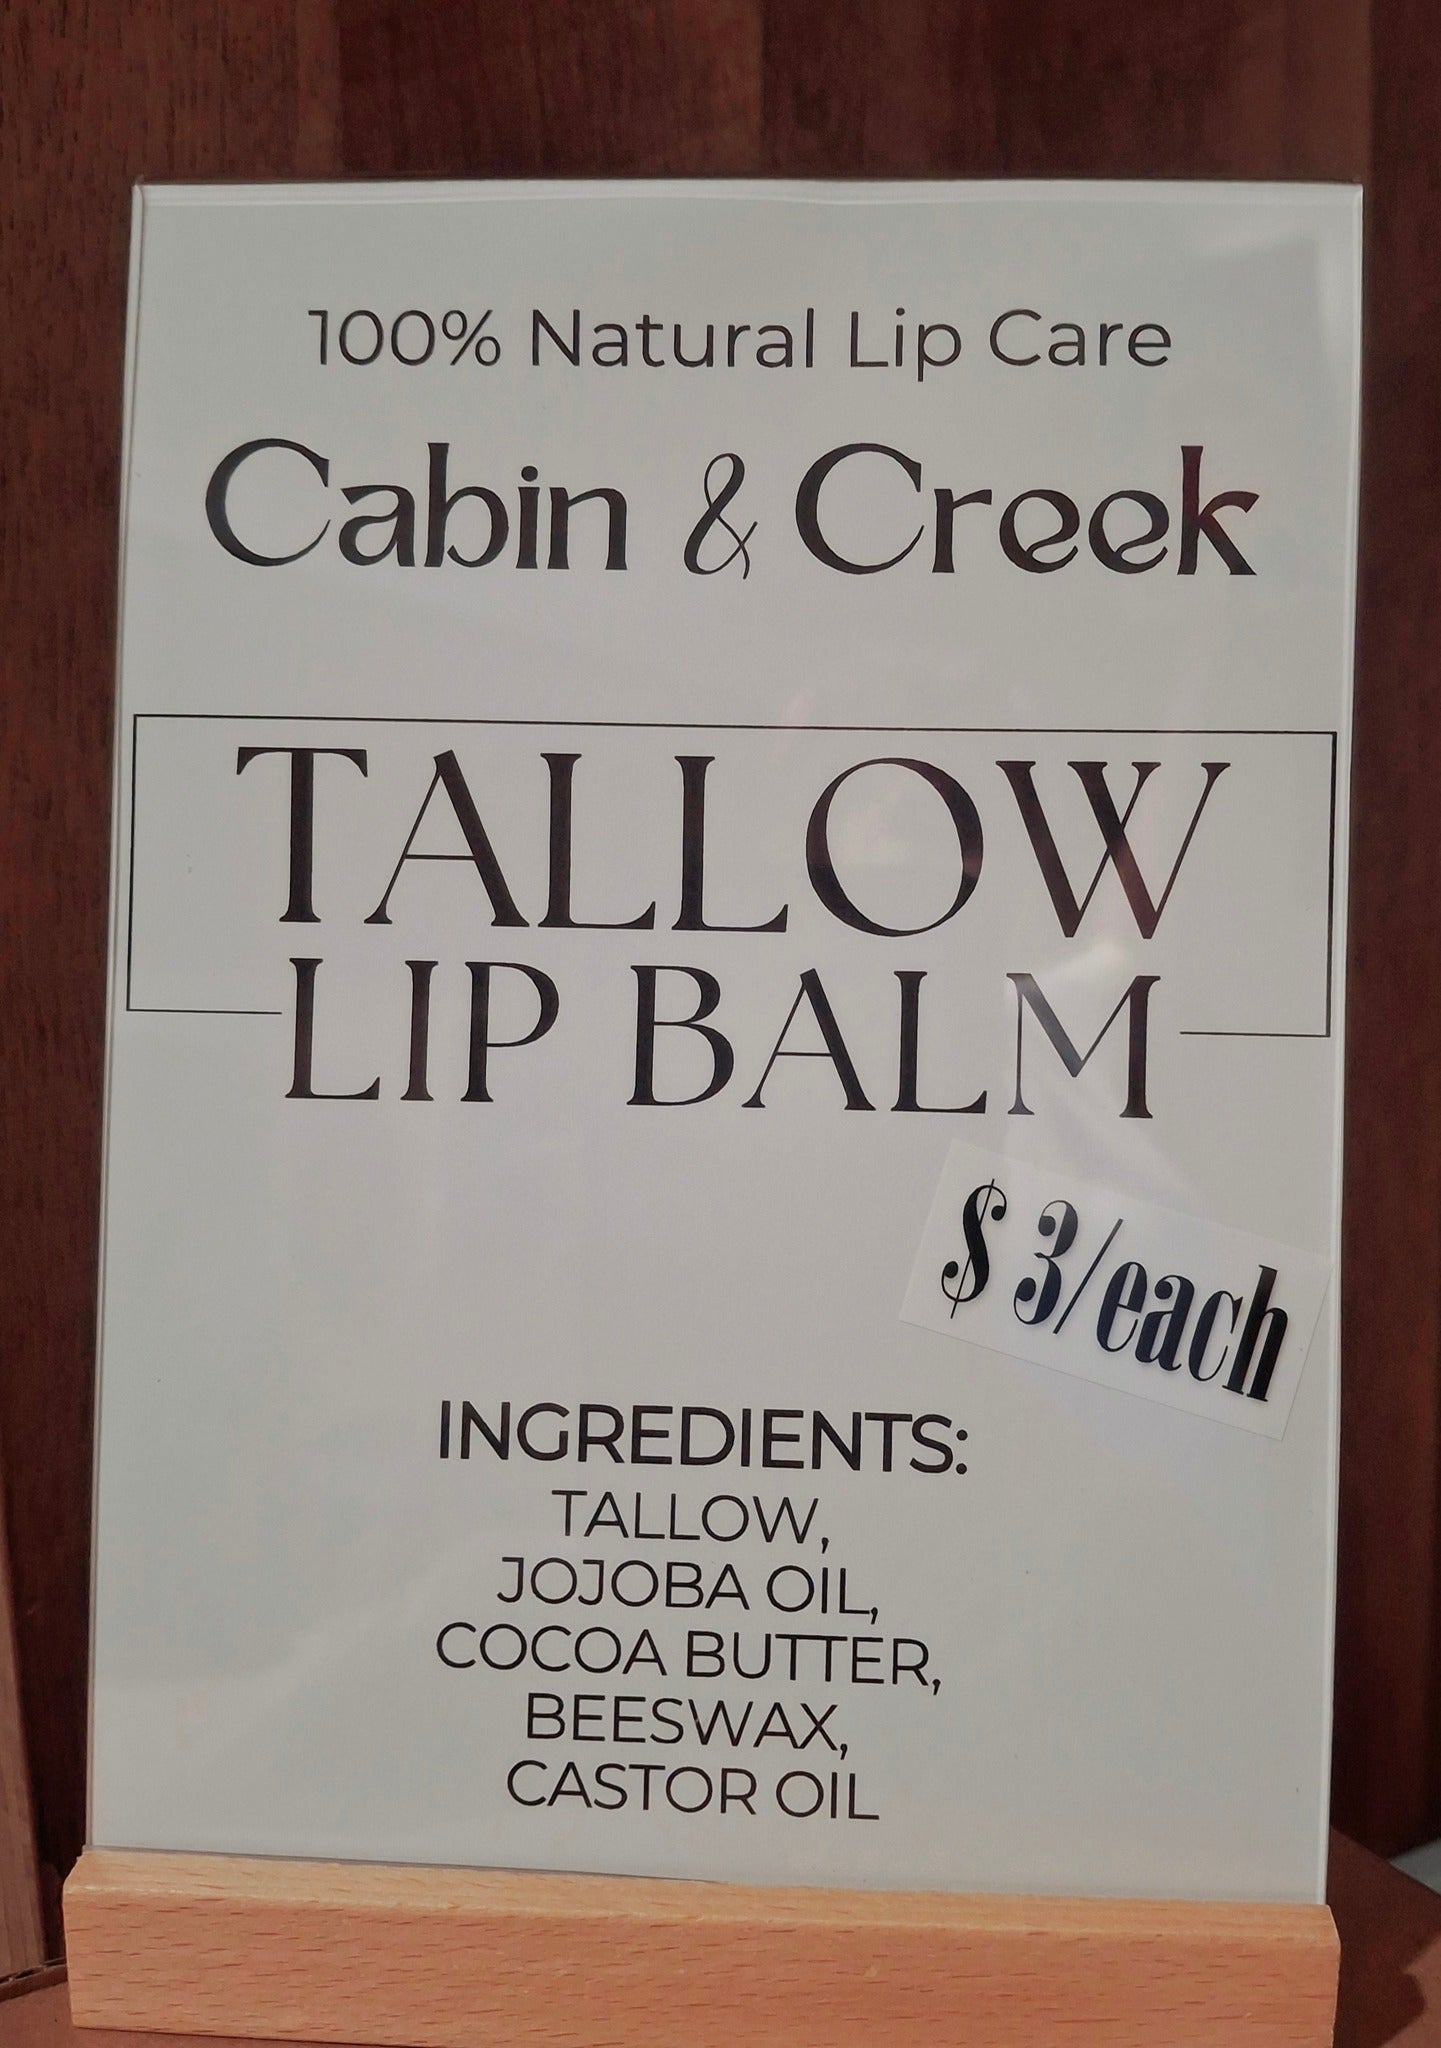 100% Natural Lip Care
Cabin & Creek
TALLOW
LIP BALM
$ 3/each
INGREDIENTS:
TALLOW,
JOJOBA OIL,
COCOA BUTTER,
BEESWAX,
CASTOR OIL